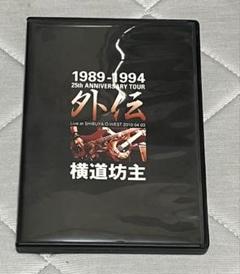 1989-1994
25th ANNIVERSARY TOUR
外伝
Live at SHIBUYA O-WEST 2010 04 03
横道坊主